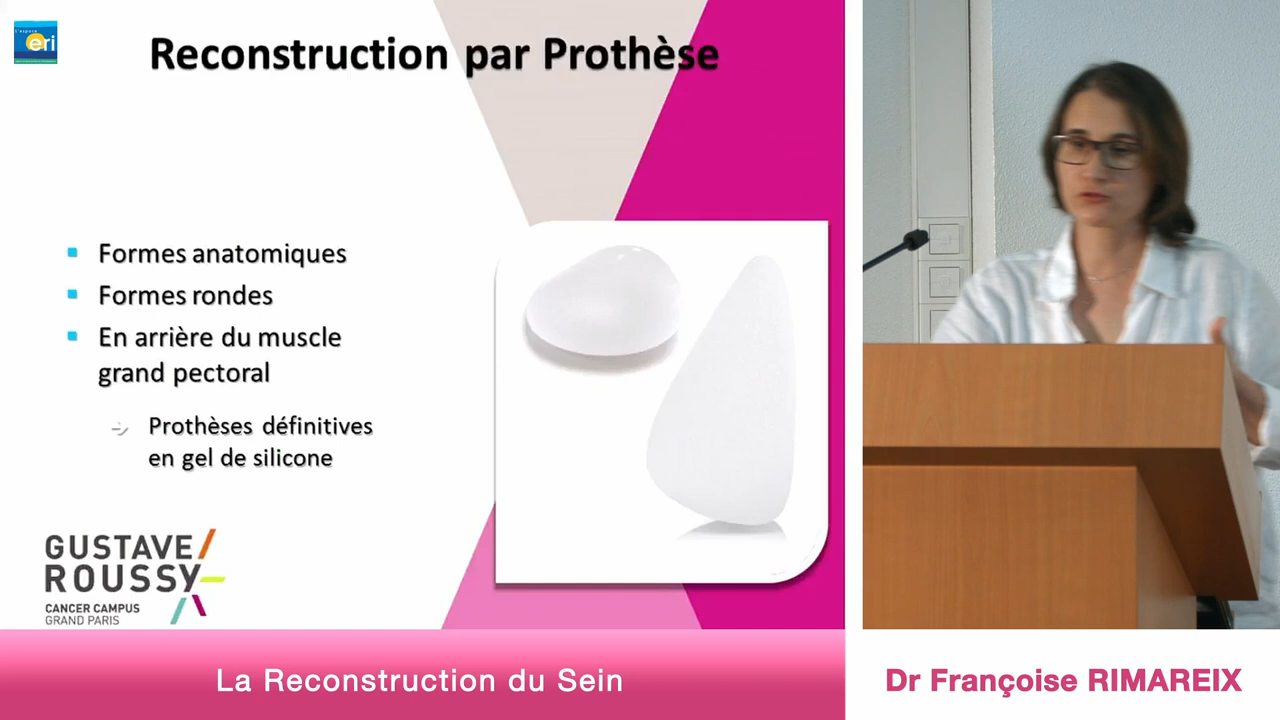 l'espace
eri
Reconstruction par Prothèse
Formes anatomiques
Formes rondes
En arrière du muscle
grand pectoral
Prothèses définitives
en gel de silicone
GUSTAVE
ROUSSY
CANCER CAMPUS
GRAND PARIS
La Reconstruction du Sein
Dr Françoise RIMAREIX